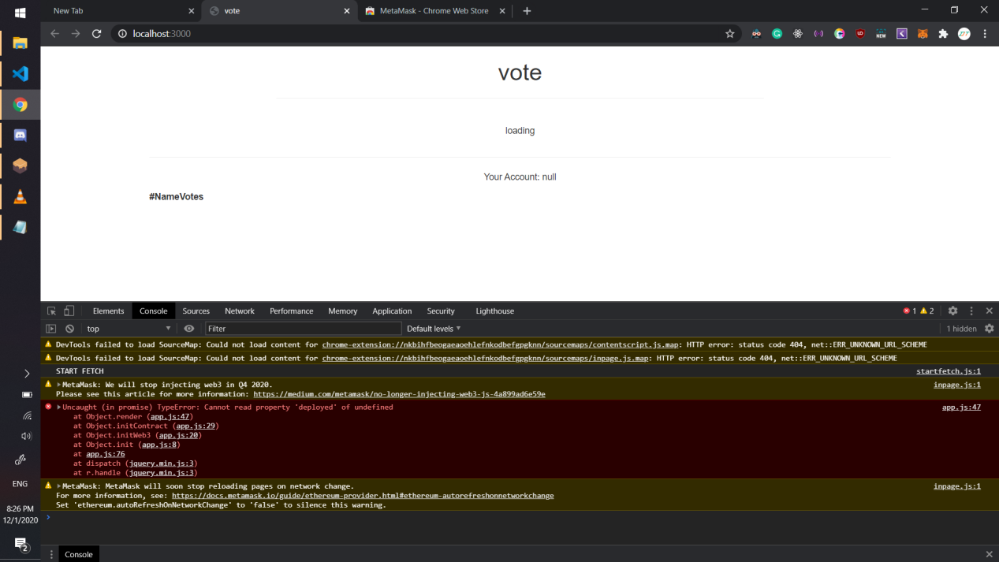 New Tab
vote
MetaMask - Chrome Web Store
localhost:3000
NEW
vote
loading
Your Account: null
#NameVotes
Elements
Console
Sources
Network
Performance
Memory
Application
Security
Lighthouse
1
2
top
Filter
Default levels
1 hidden
DevTools failed to load SourceMap: Could not load content for chrome-extension://nkbihfbeogaeaoehlefnkodbefgpgknn/sourcemaps/contentscript.js.map: HTTP error: status code 404, net::ERR_UNKNOWN_URL_SCHEME
DevTools failed to load SourceMap: Could not load content for chrome-extension://nkbihfbeogaeaoehlefnkodbefgpgknn/sourcemaps/inpage.js.map: HTTP error: status code 404, net::ERR_UNKNOWN_URL_SCHEME
START FETCH
startfetch.js:1
MetaMask: We will stop injecting web3 in Q4 2020.
inpage.js:1
Please see this article for more information: https://medium.com/metamask/no-longer-injecting-web3-js-4a899ad6e59e
Uncaught (in promise) TypeError: Cannot read property 'deployed' of undefined
app.js:47
at Object.render (app.js:47)
at Object.initContract (app.js:29)
at Object.initWeb3 (app.js:20)
at Object.init (app.js:8)
at app.js:76
at dispatch (jquery.min.js:3)
at r.handle (jquery.min.js:3)
MetaMask: MetaMask will soon stop reloading pages on network change.
inpage.js:1
For more information, see: https://docs.metamask.io/guide/ethereum-provider.html#ethereum-autorefreshonnetworkchange
Set 'ethereum.autoRefreshOnNetworkChange' to 'false' to silence this warning.
Console
ENG
8:26 PM
12/1/2020
2